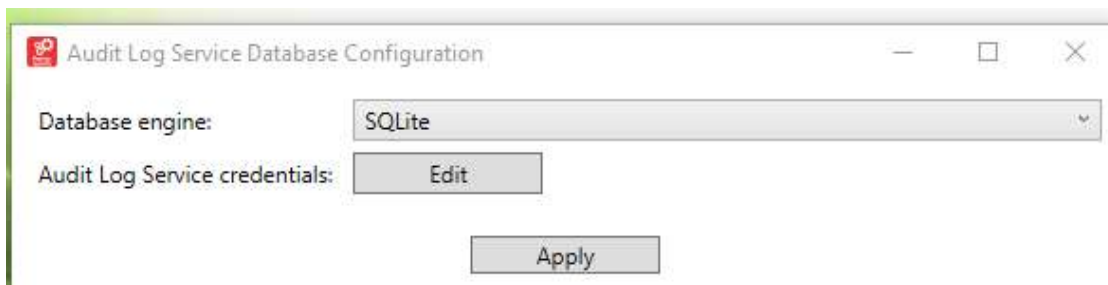 Audit Log Service Database Configuration
Database engine: SQLite
Audit Log Service credentials: Edit
Apply